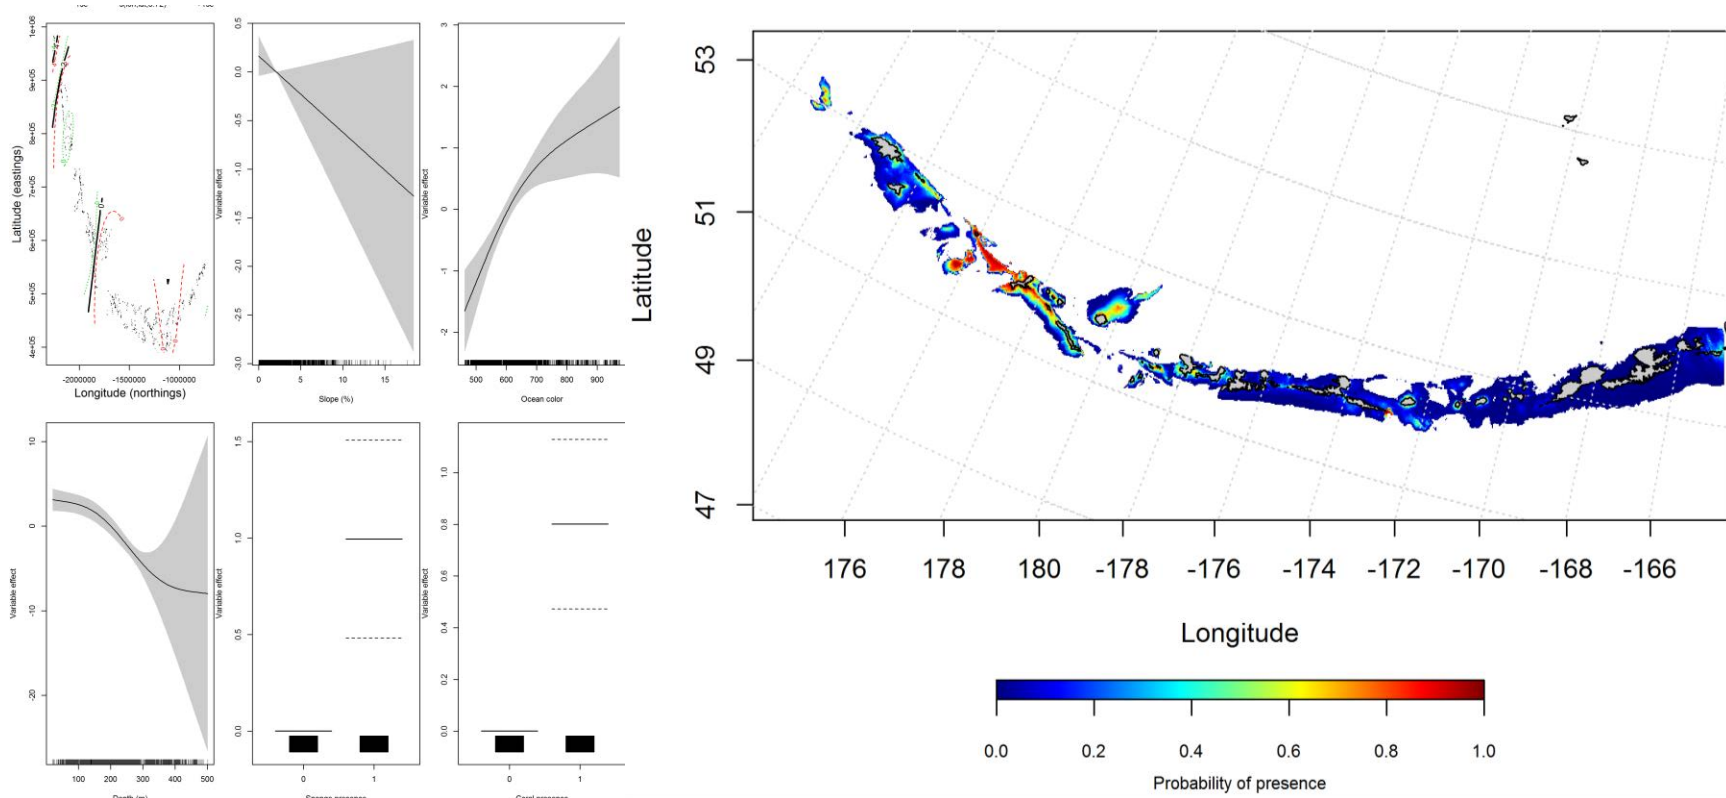 1e+06
9e+05
8e+05
7e+05
6e+05
5e+05
4e+05
Latitude (eastings)
-2000000 -1500000 -1000000
Longitude (northings)
0.5
0.0
-0.5
-1.0
-1.5
-2.0
-2.5
-3.0
Variable effect
0 5 10 15
Slope (%)
3
2
1
0
-1
-2
Variable effect
500 600 700 800 900
Ocean color
10
0
-10
-20
Variable effect
100 200 300 400 500
Depth (m)
1.5
1.0
0.5
0.0
Variable effect
0 1
Sponge presence
1.0
0.8
0.6
0.4
0.2
0.0
Variable effect
0 1
Coral presence
53
51
49
47
Latitude
176 178 180 -178 -176 -174 -172 -170 -168 -166
Longitude
0.0 0.2 0.4 0.6 0.8 1.0
Probability of presence